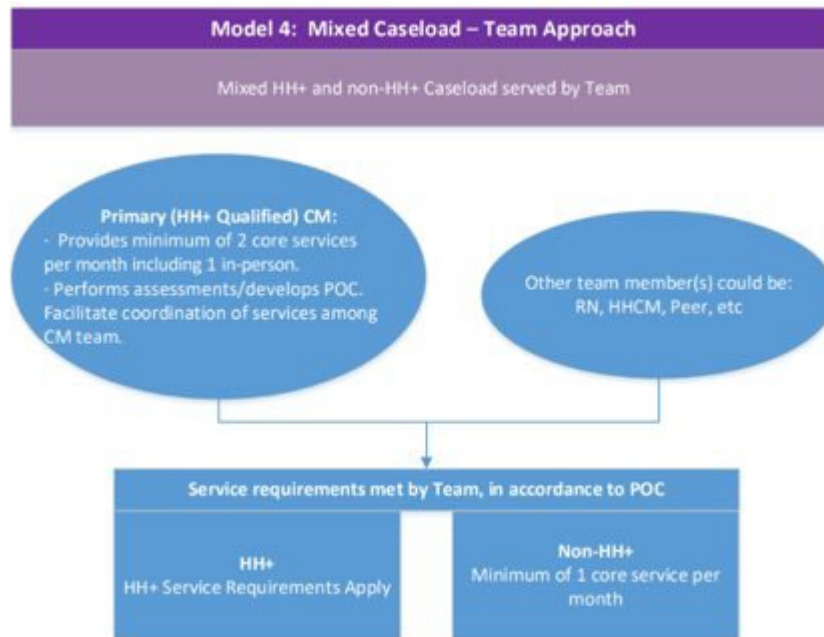 Model 4: Mixed Caseload – Team Approach
Mixed HH+ and non-HH+ Caseload served by Team
Primary (HH+ Qualified) CM:
- Provides minimum of 2 core services
per month including 1 in-person.
- Performs assessments/develops POC.
Facilitate coordination of services among
CM team.
Other team member(s) could be:
RN, HHCM, Peer, etc
Service requirements met by Team, in accordance to POC
HH+
HH+ Service Requirements Apply
Non-HH+
Minimum of 1 core service per
month